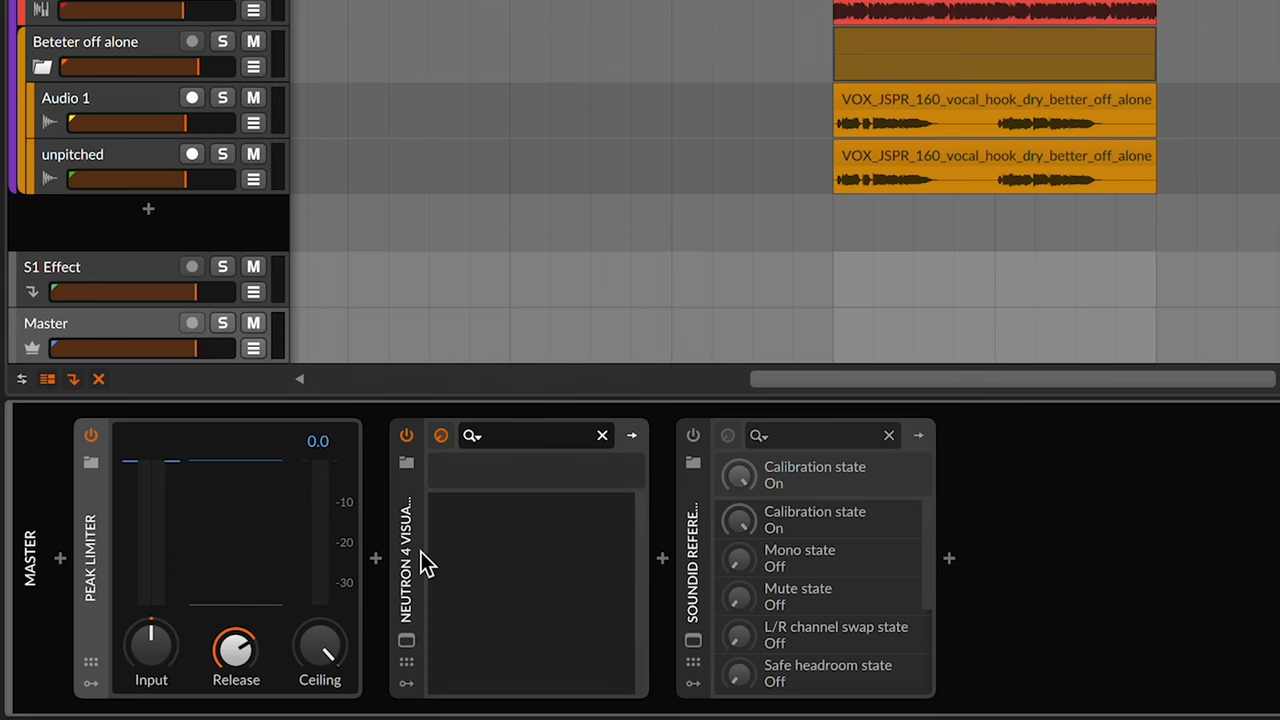 S M
Beteter off alone S M
Audio 1 S M
VOX_JSPR_160_vocal_hook_dry_better_off_alone
unpitched S M
VOX_JSPR_160_vocal_hook_dry_better_off_alone
+
S1 Effect S M
Master S M
MASTER
+
PEAK LIMITER
0.0
-10
-20
-30
Input
Release
Ceiling
+
NEUTRON 4 VISUA...
+
SOUNDID REFERE...
Calibration state
On
Calibration state
On
Mono state
Off
Mute state
Off
L/R channel swap state
Off
Safe headroom state
Off
+